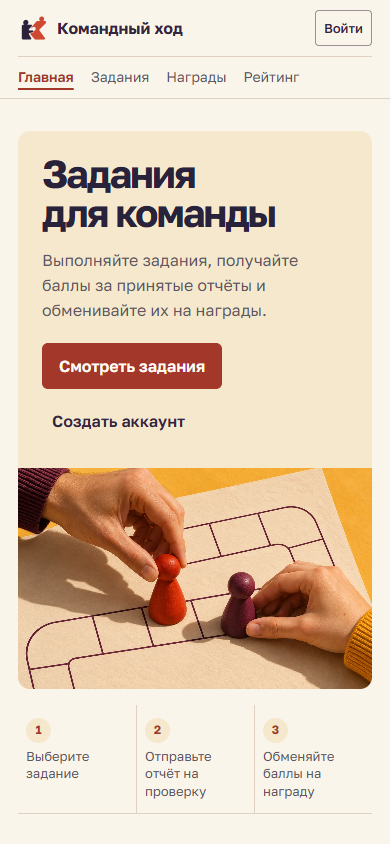 Командный ход
Войти
Главная Задания Награды Рейтинг
Задания
для команды
Выполняйте задания, получайте
баллы за принятые отчёты и
обменивайте их на награды.
Смотреть задания
Создать аккаунт
1
Выберите
задание
2
Отправьте
отчёт на
проверку
3
Обменяйте
баллы на
награду